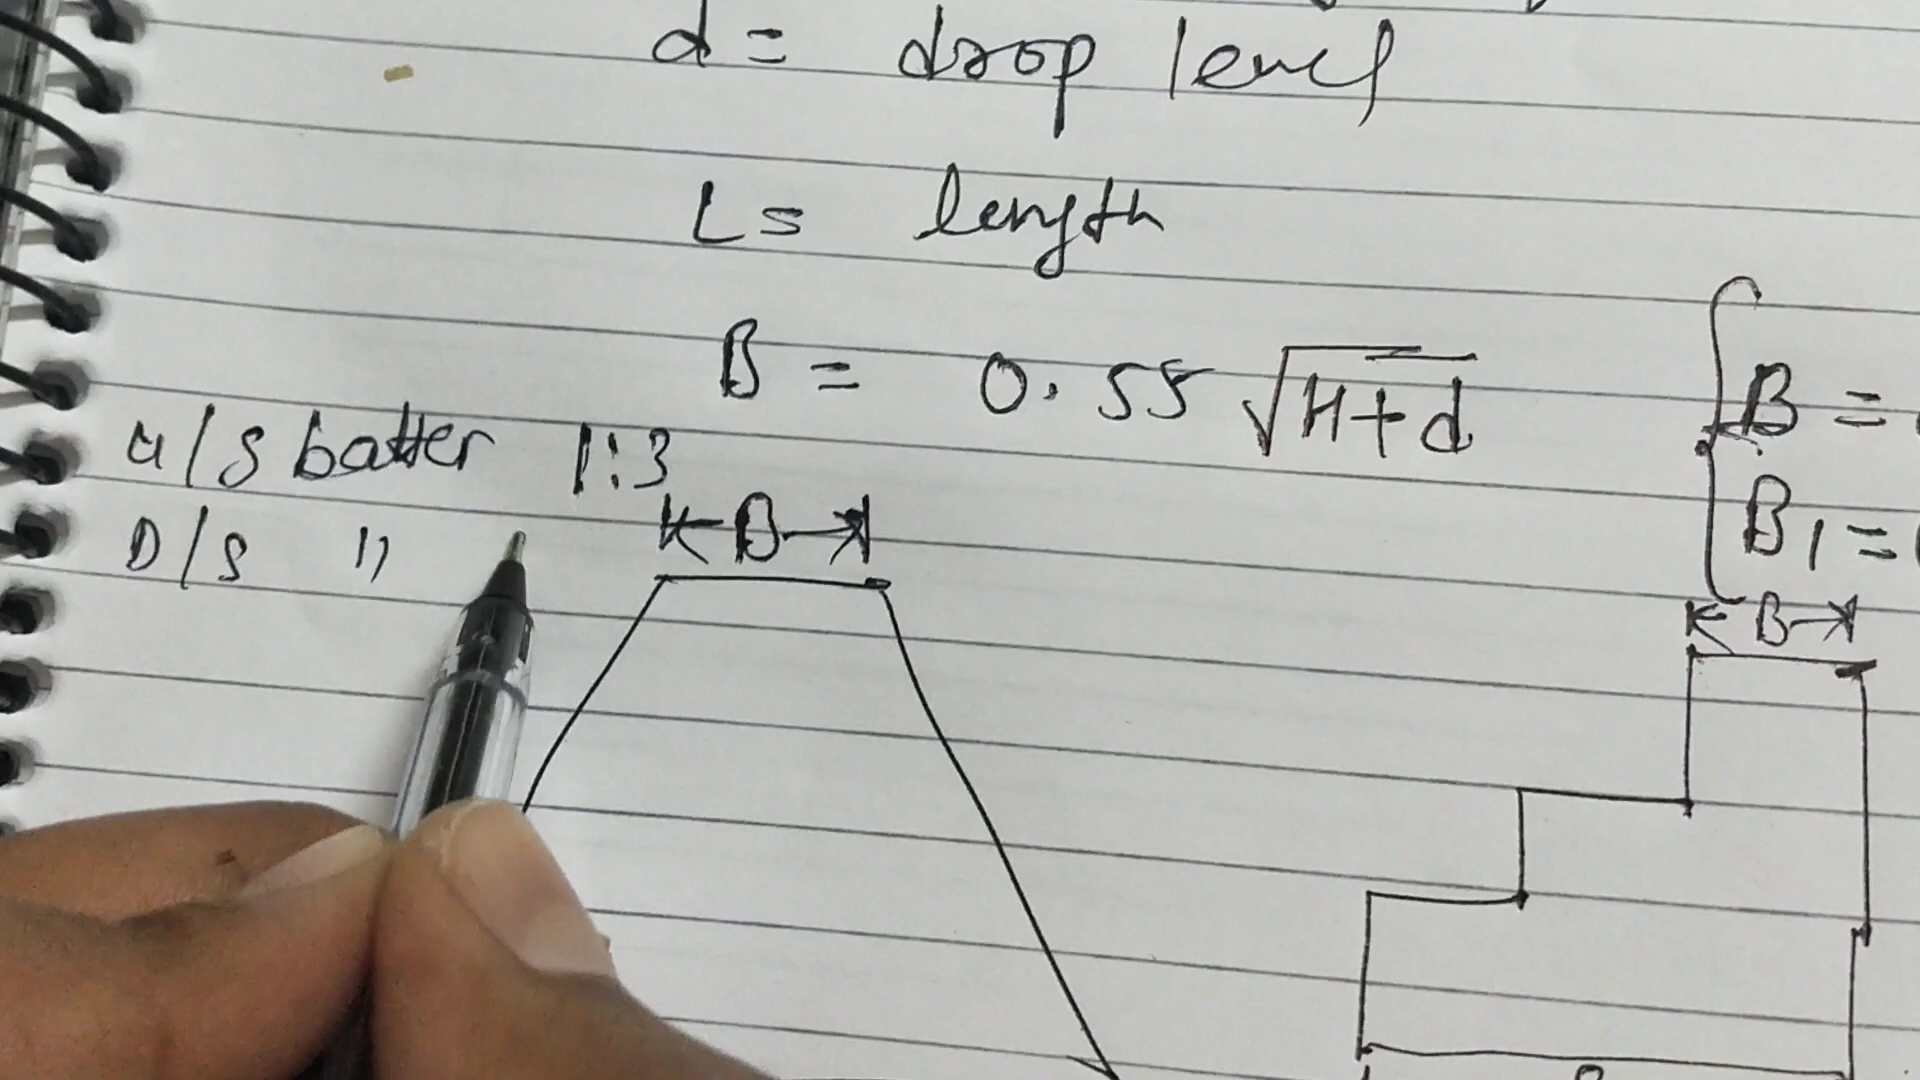 d = drop level
L = length
B = 0.55 √H+d
u/s batter 1:3
D/s "
B
B =
B1 =
B